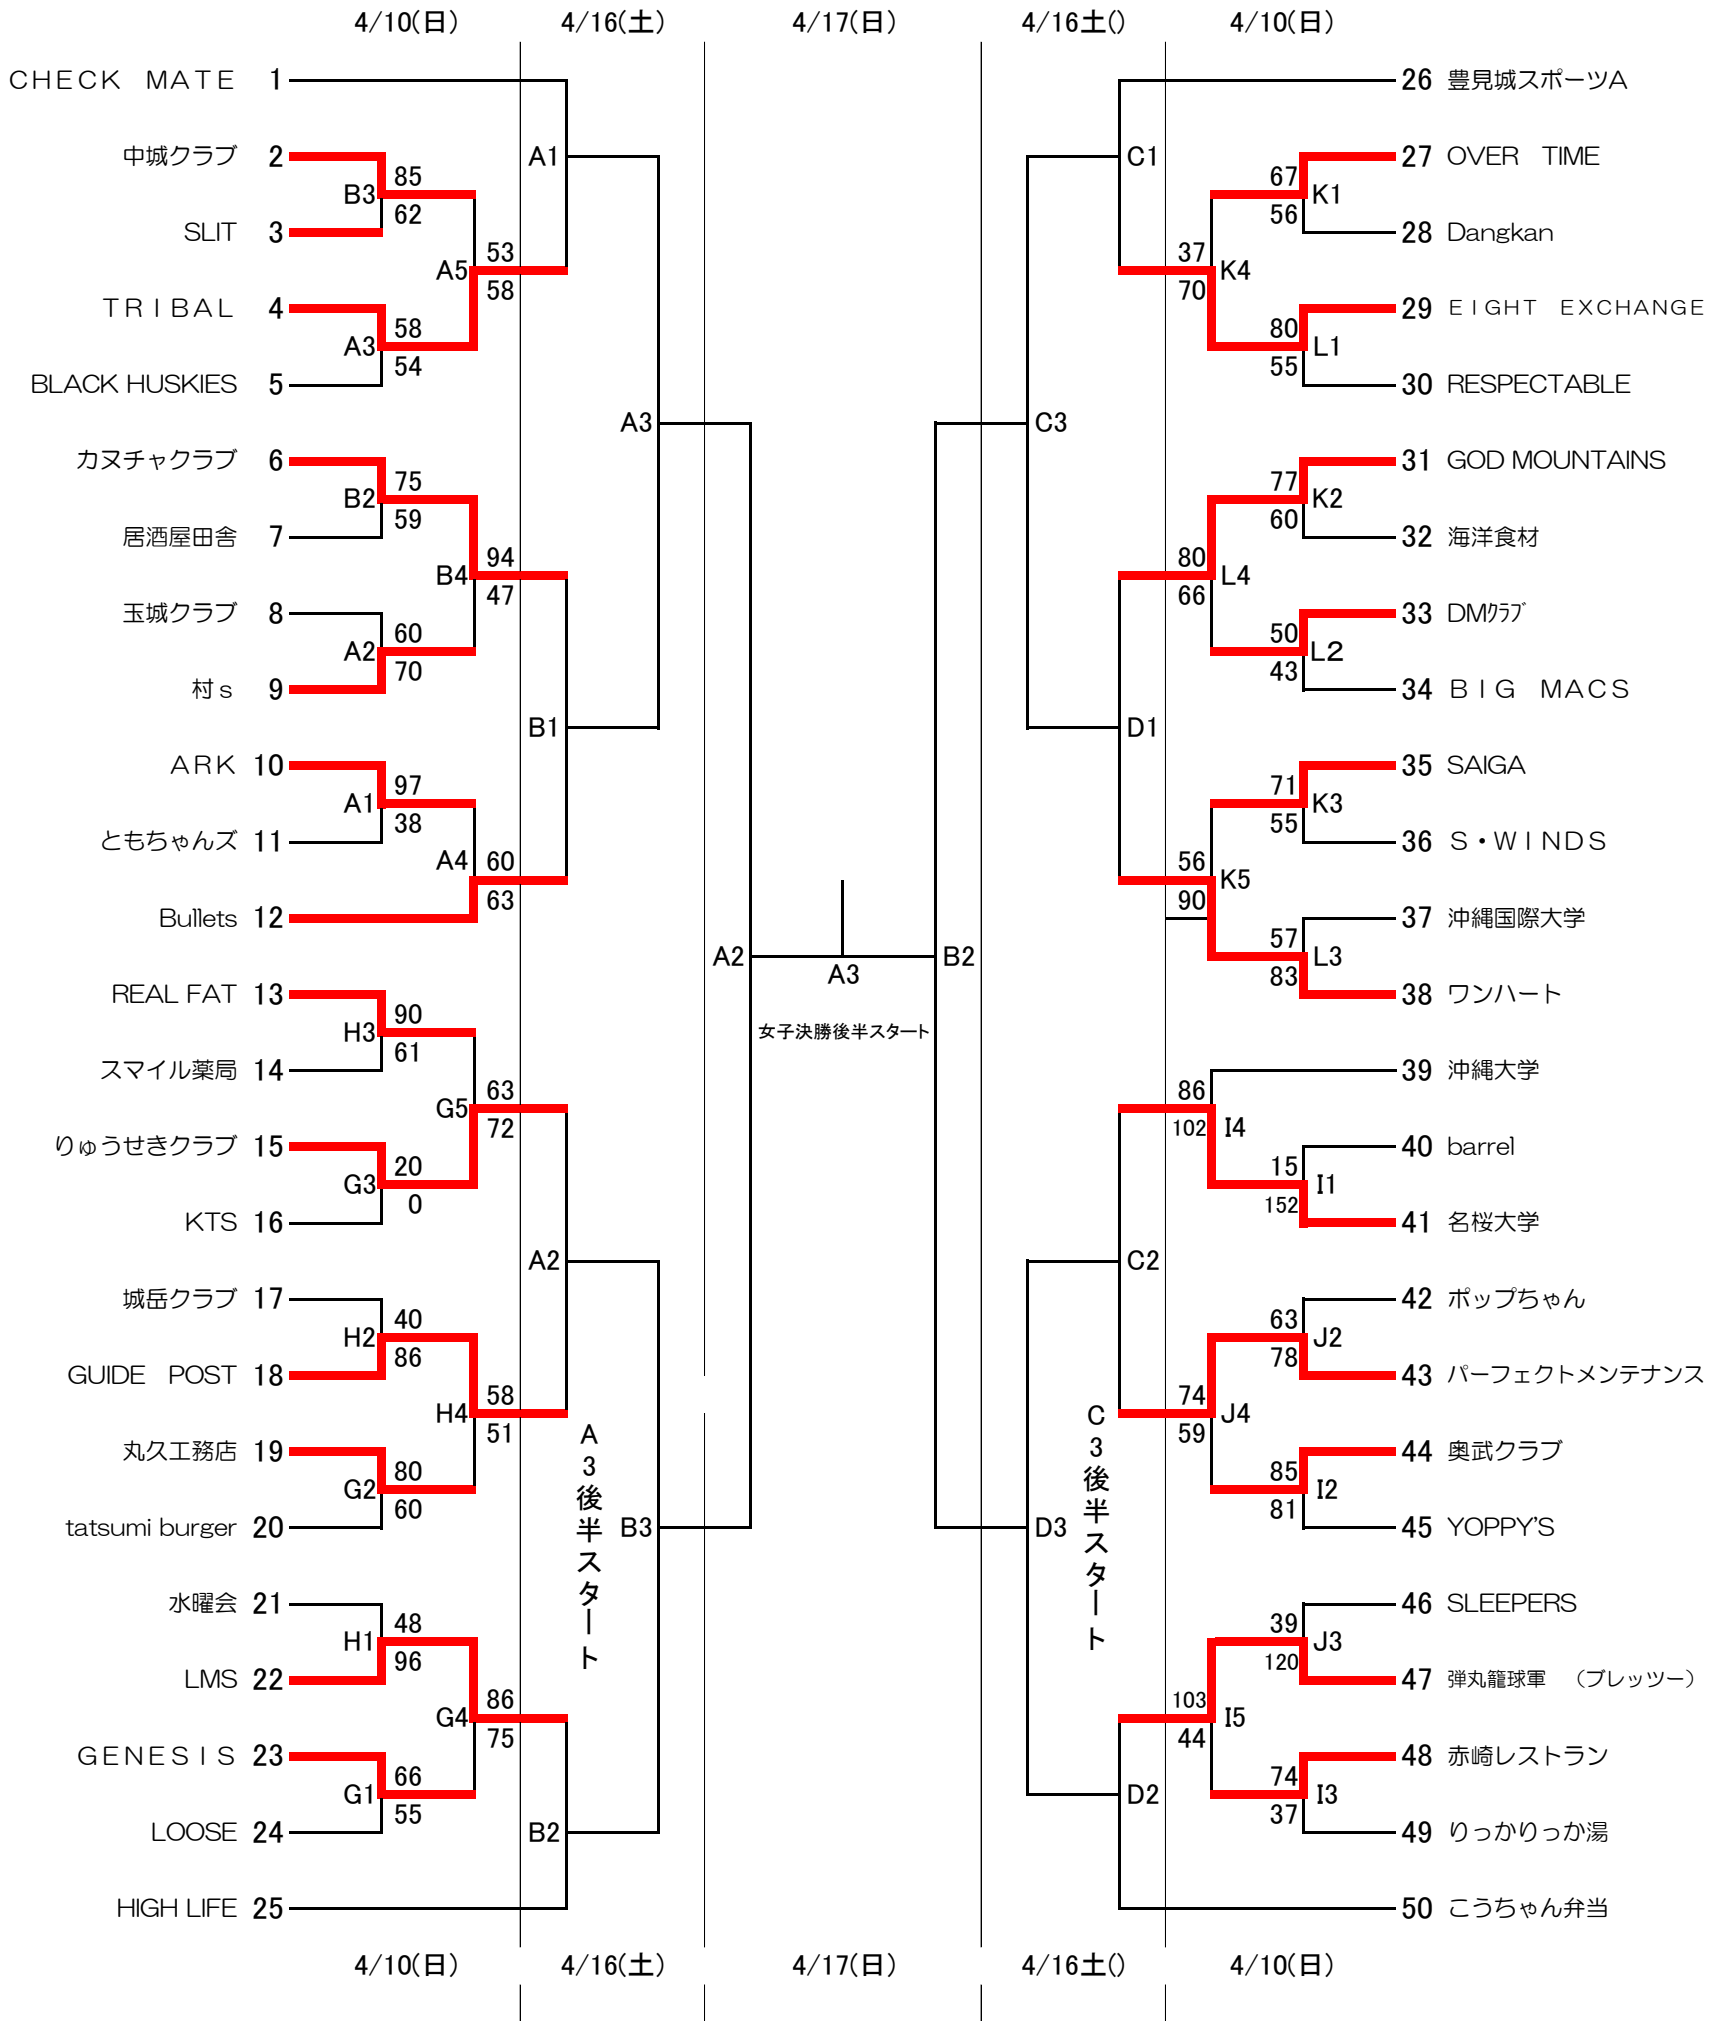 4/10(日) 4/16(土) 4/17(日) 4/16土() 4/10(日)
CHECK　MATE 1
26 豊見城スポーツA
中城クラブ 2
A1
C1
27 OVER　TIME
85
67
B3
K1
62
56
SLIT 3
28 Dangkan
53
37
A5
K4
58
70
TRIBAL 4
29 EIGHT　EXCHANGE
58
80
A3
L1
54
55
BLACK HUSKIES 5
30 RESPECTABLE
A3
C3
カヌチャクラブ 6
31 GOD MOUNTAINS
75
77
B2
K2
59
60
居酒屋田舎 7
32 海洋食材
94
80
B4
L4
47
66
玉城クラブ 8
33 DMｸﾗﾌﾞ
60
50
A2
L2
70
43
村ｓ 9
34 BIG　MACS
B1
D1
ARK 10
35 SAIGA
97
71
A1
K3
38
55
ともちゃんズ 11
36 S・WINDS
A4
60
56
K5
63
90
Bullets 12
37 沖縄国際大学
57
A2
A3
B2
L3
83
REAL FAT 13
38 ワンハート
90
女子決勝後半スタート
H3
61
スマイル薬局 14
39 沖縄大学
63
86
G5
I4
72
102
りゅうせきクラブ 15
40 barrel
20
15
G3
I1
0
152
KTS 16
41 名桜大学
A2
C2
城岳クラブ 17
42 ポップちゃん
40
63
H2
J2
86
78
GUIDE　POST 18
43 パーフェクトメンテナンス
58
74
H4
J4
51
59
A3後半スタート
C3後半スタート
丸久工務店 19
44 奥武クラブ
80
85
G2
I2
60
81
tatsumi burger 20
B3
D3
45 YOPPY'S
水曜会 21
46 SLEEPERS
48
39
H1
J3
96
120
LMS 22
47 弾丸籠球軍　（ブレッツー）
86
103
G4
I5
75
44
GENESIS 23
48 赤崎レストラン
66
74
G1
D2
I3
55
37
LOOSE 24
B2
49 りっかりっか湯
HIGH LIFE 25
50 こうちゃん弁当
4/10(日) 4/16(土) 4/17(日) 4/16土() 4/10(日)